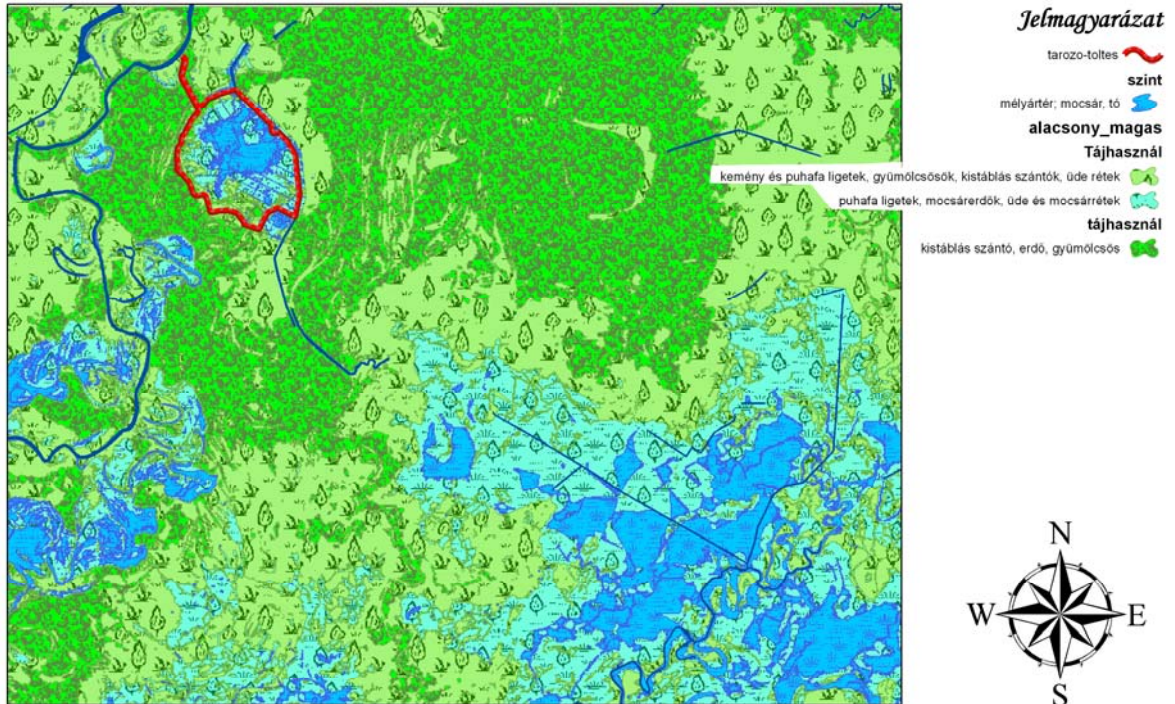 Jelmagyarázat
tarozo-toltes
szint
mélyártér; mocsár, tó
alacsony_magas
Tájhasznál
kemény és puhafa ligetek, gyümölcsösök, kistáblás szántók, üde rétek
puhafa ligetek, mocsárerdők, üde és mocsárrétek
tájhasznál
kistáblás szántó, erdő, gyümölcsös
N
W E
S